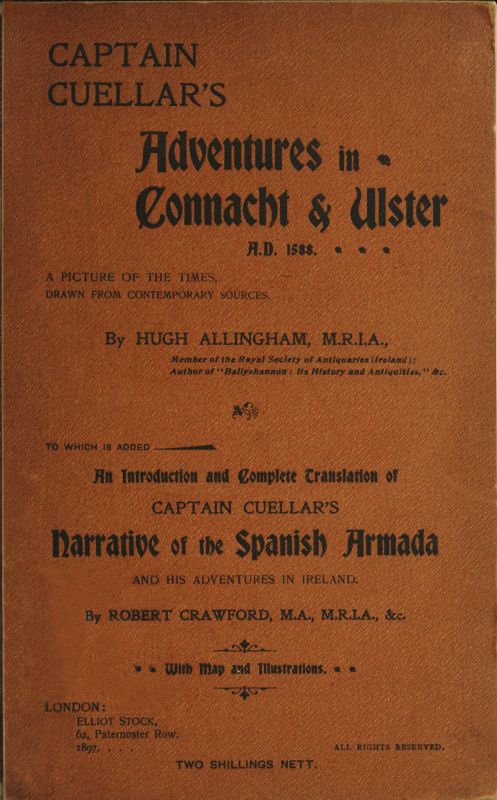 CAPTAIN
CUELLAR'S
Adventures in
Connacht & Ulster
A.D. 1588.
A PICTURE OF THE TIMES,
DRAWN FROM CONTEMPORARY SOURCES.
By HUGH ALLINGHAM, M.R.I.A.,
Member of the Royal Society of Antiquaries (Ireland);
Author of "Ballyshannon: its History and Antiquities," &c.
TO WHICH IS ADDED
An Introduction and Complete Translation of
CAPTAIN CUELLAR'S
Narrative of the Spanish Armada
AND HIS ADVENTURES IN IRELAND.
By ROBERT CRAWFORD, M.A., M.R.I.A., &c.
With Map and Illustrations.
LONDON:
ELLIOT STOCK,
62, Paternoster Row.
1897. . . .
ALL RIGHTS RESERVED.
TWO SHILLINGS NETT.